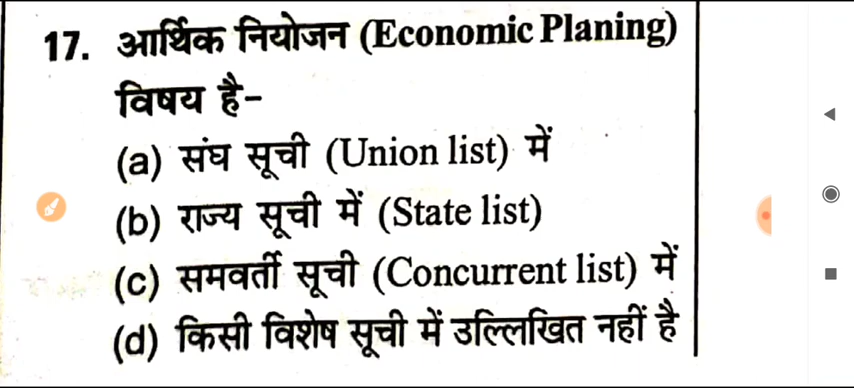 17. आर्थिक नियोजन (Economic Planing)
विषय है-
(a) संघ सूची (Union list) में
(b) राज्य सूची में (State list)
(c) समवर्ती सूची (Concurrent list) में
(d) किसी विशेष सूची में उल्लिखित नहीं है